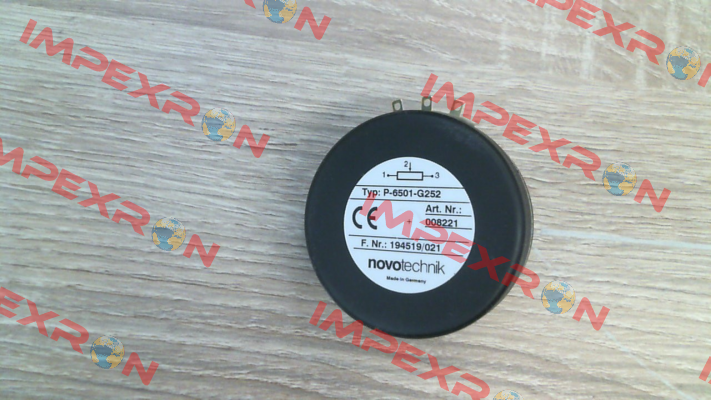 IMPEXRON
IMPEXRON
IMPEXRON
IMPEXRON
2
1 3
Typ: P-6501-G252
Art. Nr.:
CE 008221
F. Nr.: 194519/021
novotechnik
Made in Germany
IMPEXRON
IMPEXRON
IMPEXRON
IMPEXRON
IMPEXRON